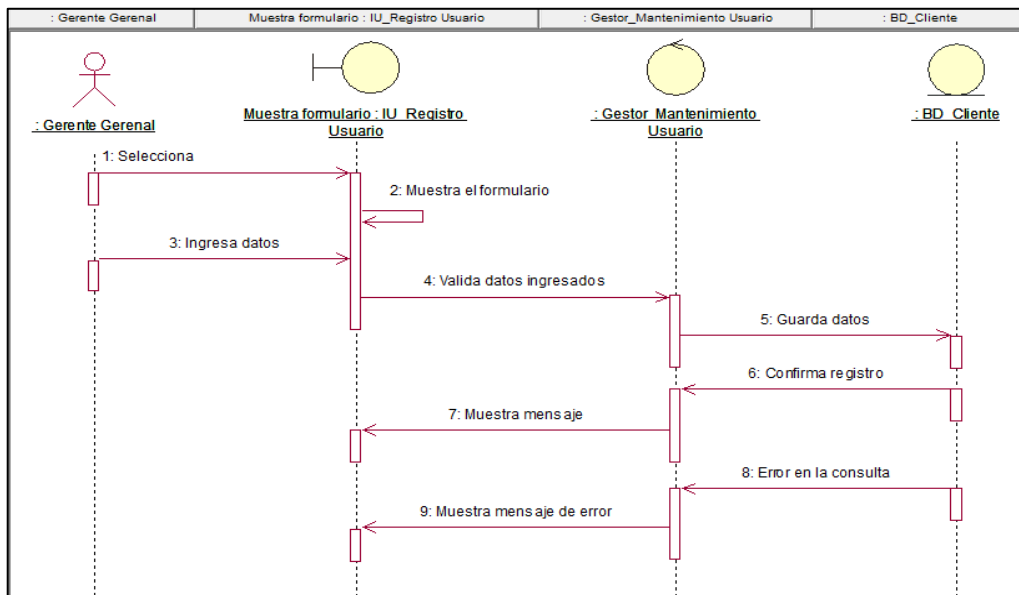 : Gerente Gerenal
Muestra formulario : IU_Registro Usuario
: Gestor_Mantenimiento Usuario
: BD_Cliente
: Gerente Gerenal
Muestra formulario : IU_Registro
Usuario
: Gestor_Mantenimiento
Usuario
: BD_Cliente
1: Selecciona
2: Muestra el formulario
3: Ingresa datos
4: Valida datos ingresados
5: Guarda datos
6: Confirma registro
7: Muestra mensaje
8: Error en la consulta
9: Muestra mensaje de error